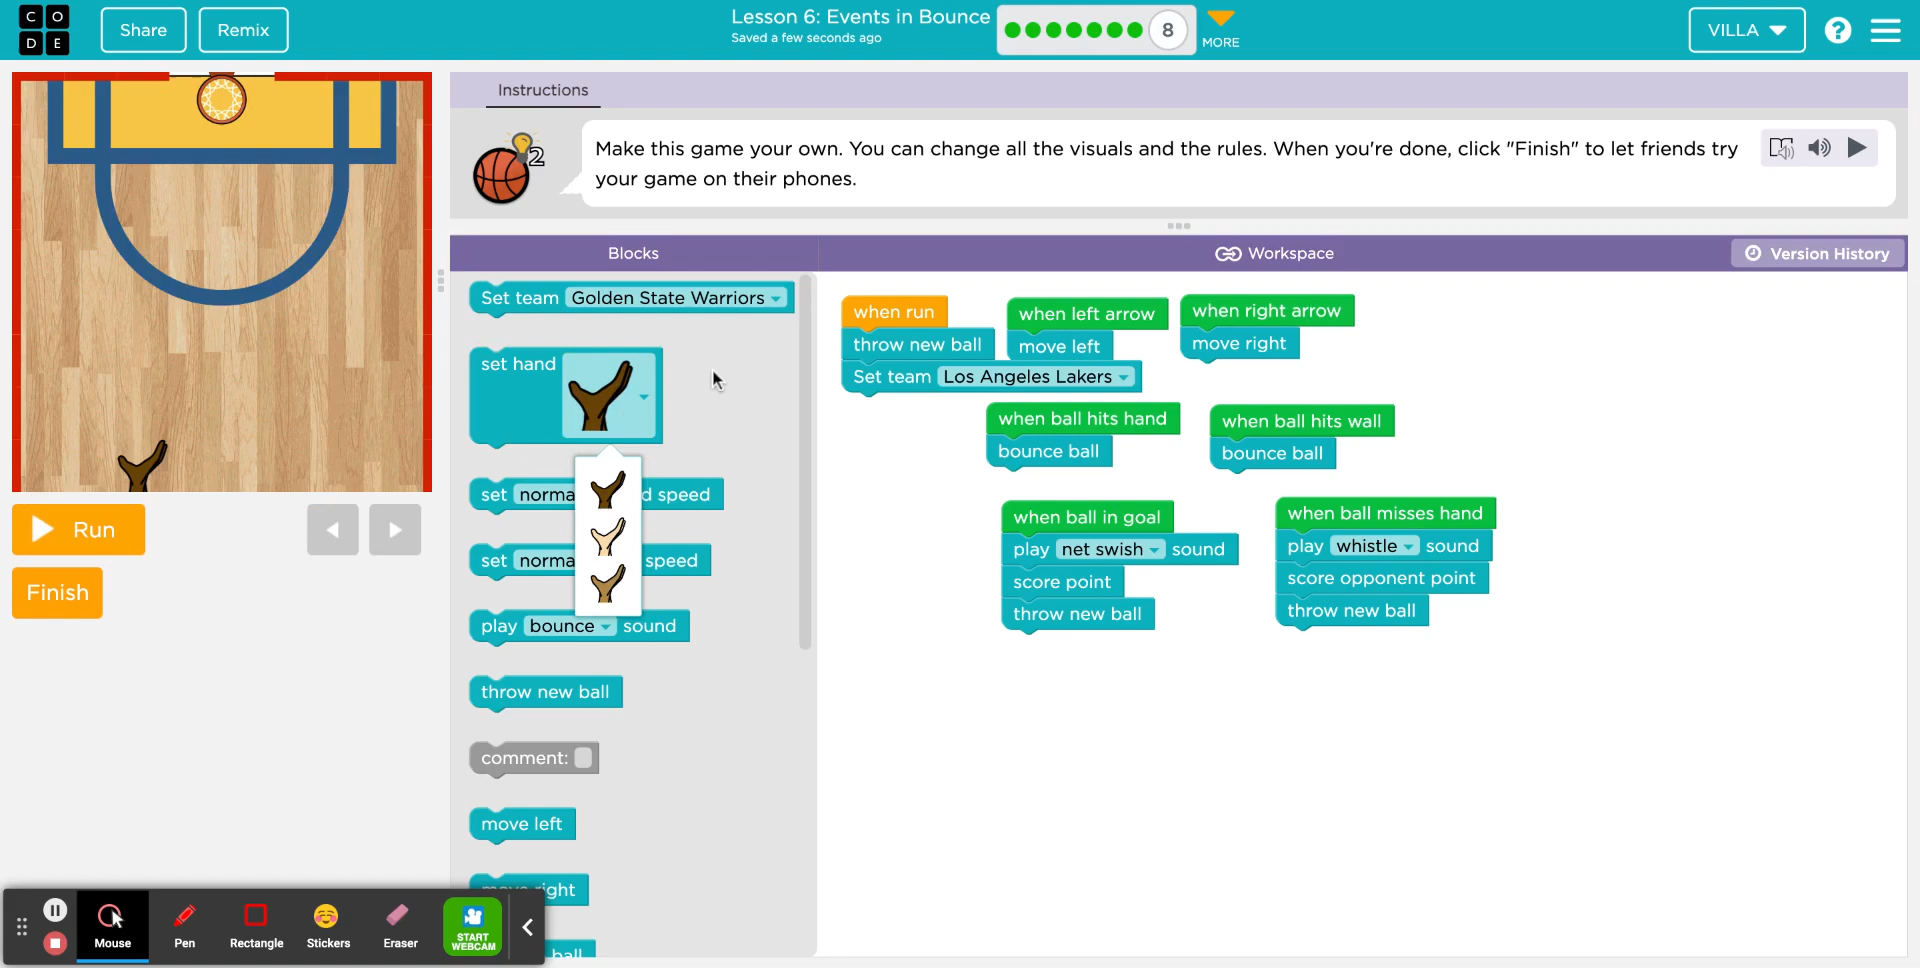 C O
D E
Share
Remix
Lesson 6: Events in Bounce
Saved a few seconds ago
8
MORE
VILLA
?
Instructions
2
Make this game your own. You can change all the visuals and the rules. When you're done, click "Finish" to let friends try
your game on their phones.
Run
Finish
Blocks
Workspace
Version History
Set team Golden State Warriors
set hand
set norma d speed
set norma speed
play bounce sound
throw new ball
comment:
move left
move right
ball
when run
throw new ball
Set team Los Angeles Lakers
when left arrow
move left
when right arrow
move right
when ball hits hand
bounce ball
when ball hits wall
bounce ball
when ball in goal
play net swish sound
score point
throw new ball
when ball misses hand
play whistle sound
score opponent point
throw new ball
Mouse
Pen
Rectangle
Stickers
Eraser
START
WEBCAM